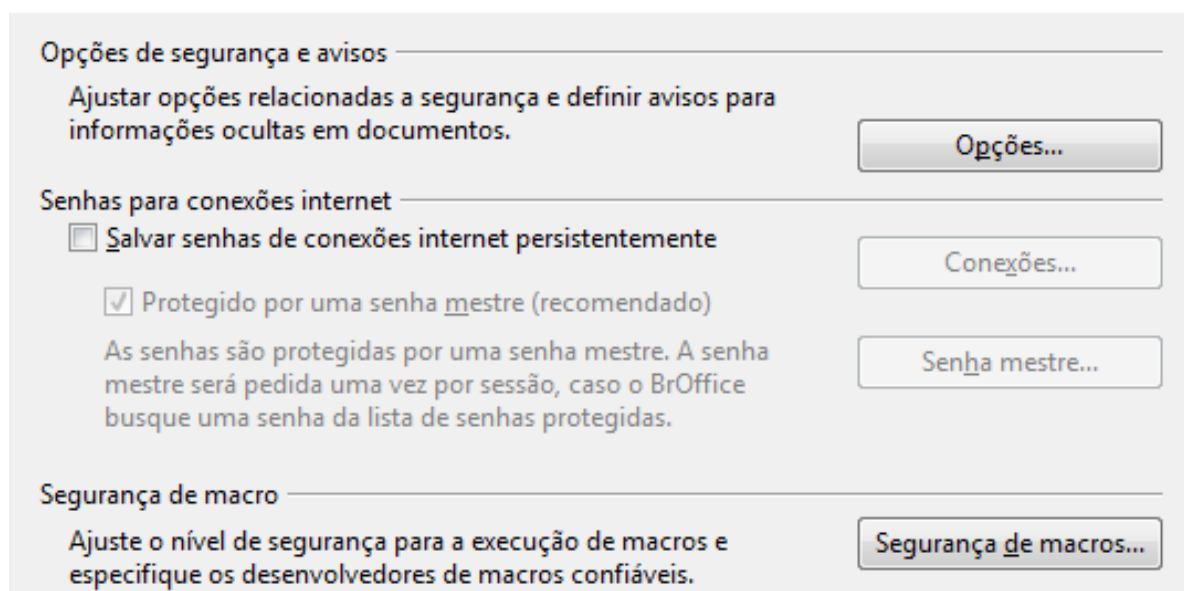 Opções de segurança e avisos
Ajustar opções relacionadas a segurança e definir avisos para
informações ocultas em documentos.
Opções...
Senhas para conexões internet
Salvar senhas de conexões internet persistentemente
Conexões...
Protegido por uma senha mestre (recomendado)
As senhas são protegidas por uma senha mestre. A senha
mestre será pedida uma vez por sessão, caso o BrOffice
busque uma senha da lista de senhas protegidas.
Senha mestre...
Segurança de macro
Ajuste o nível de segurança para a execução de macros e
especifique os desenvolvedores de macros confiáveis.
Segurança de macros...